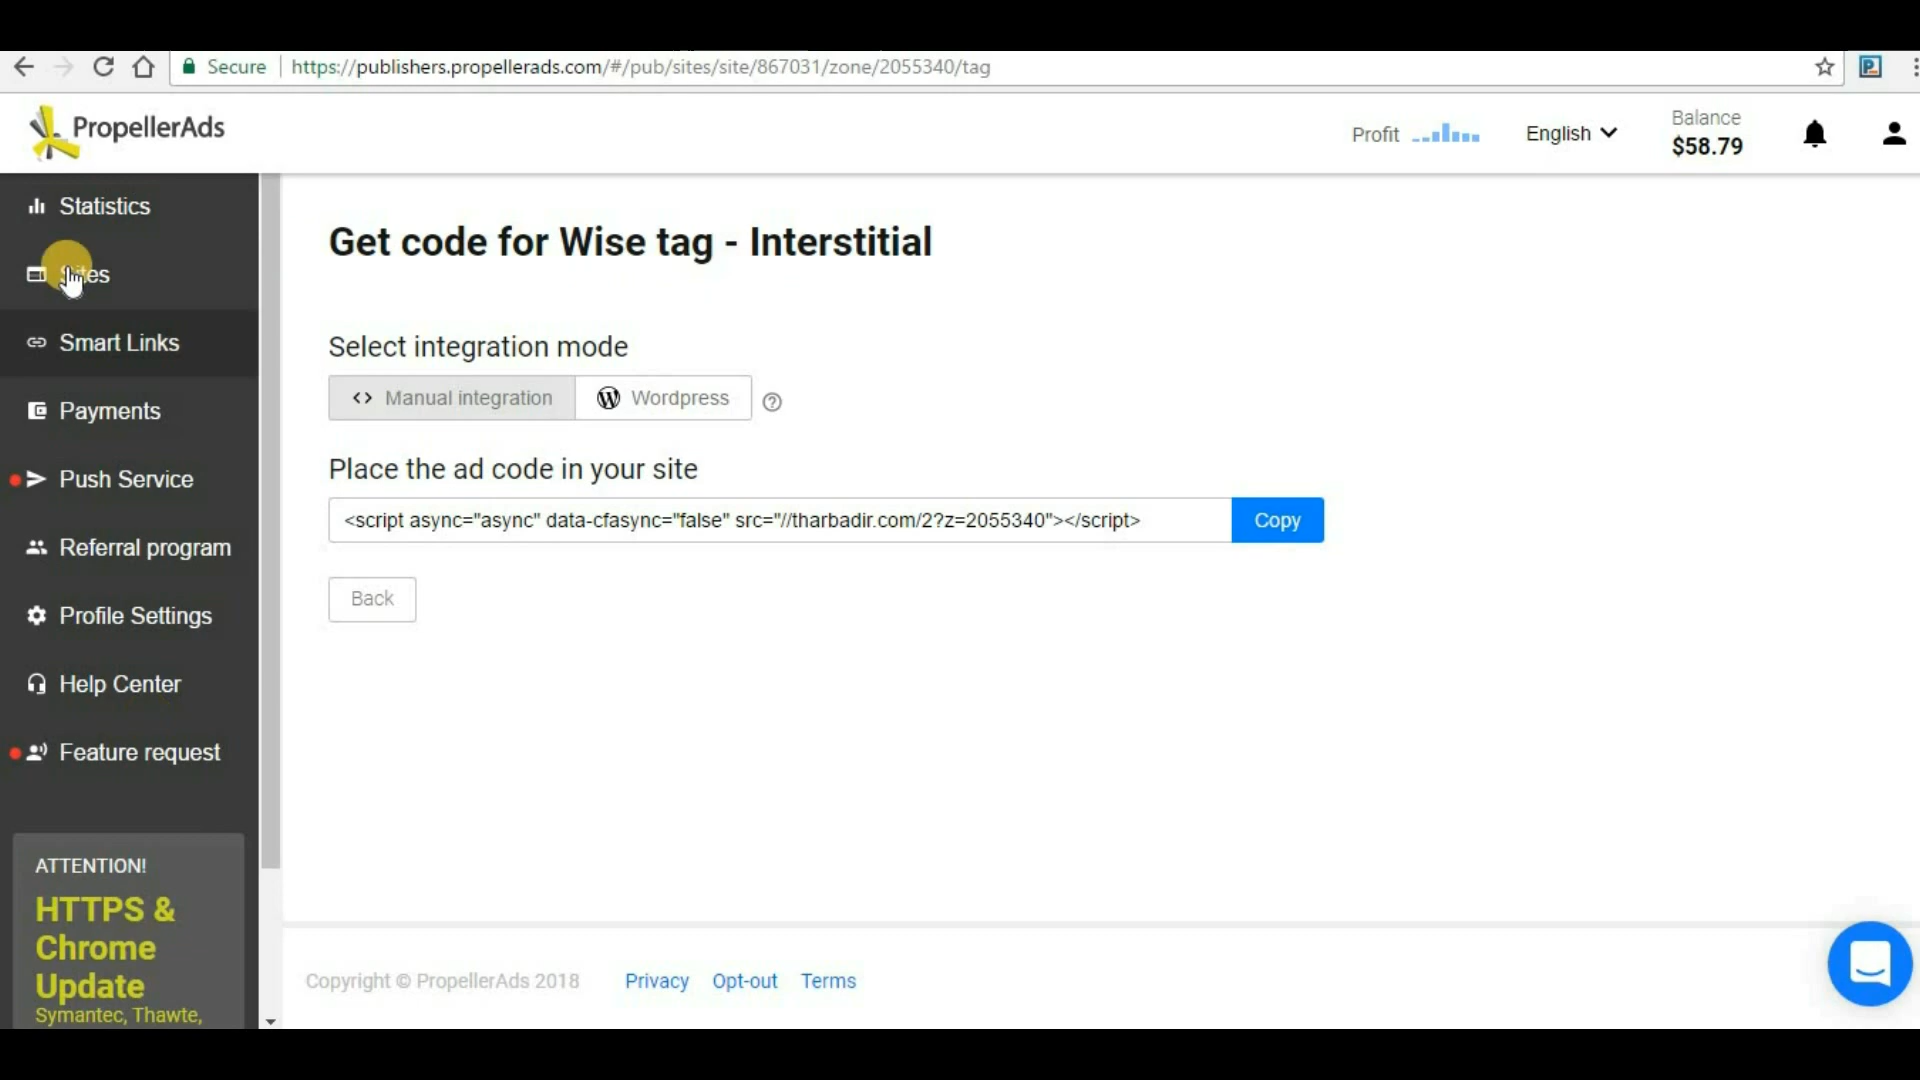 Secure
https://publishers.propellerads.com/#/pub/sites/site/867031/zone/2055340/tag
PropellerAds
Profit
English
Balance
$58.79
Statistics
Sites
Smart Links
Payments
Push Service
Referral program
Profile Settings
Help Center
Feature request
ATTENTION!
HTTPS &
Chrome
Update
Symantec, Thawte,
Get code for Wise tag - Interstitial
Select integration mode
<> Manual integration
Wordpress
?
Place the ad code in your site
<script async="async" data-cfasync="false" src="//tharbadir.com/2?z=2055340"></script>
Copy
Back
Copyright © PropellerAds 2018
Privacy
Opt-out
Terms